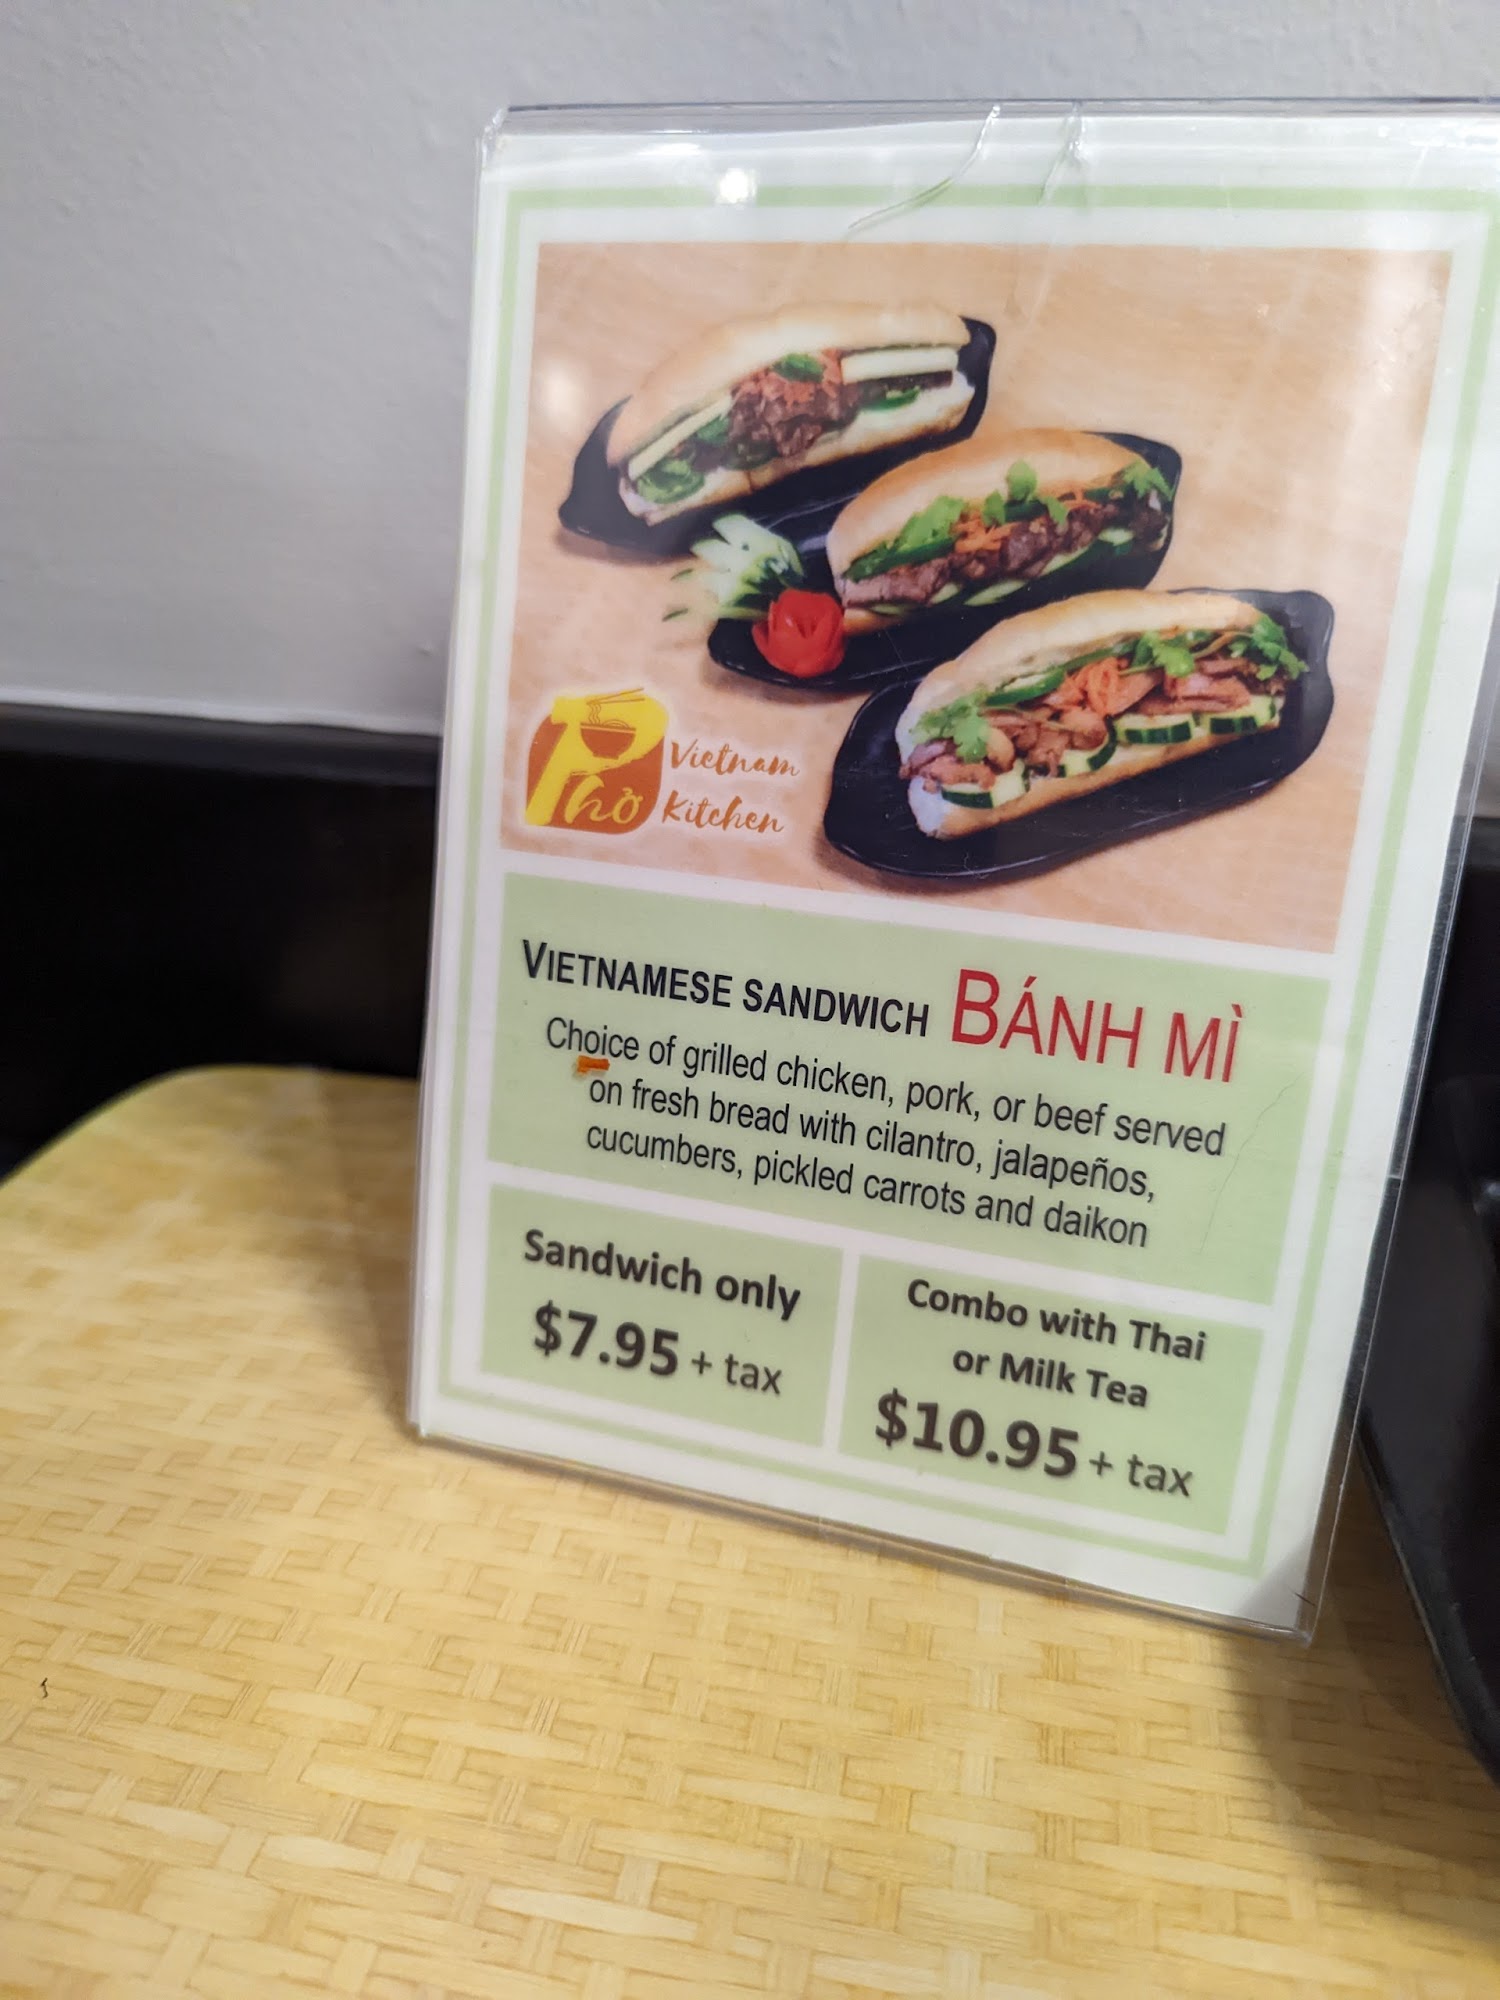 Phở
Vietnam
Kitchen
VIETNAMESE SANDWICH BÁNH MÌ
Choice of grilled chicken, pork, or beef served
on fresh bread with cilantro, jalapeños,
cucumbers, pickled carrots and daikon
Sandwich only
$7.95 + tax
Combo with Thai
or Milk Tea
$10.95 + tax